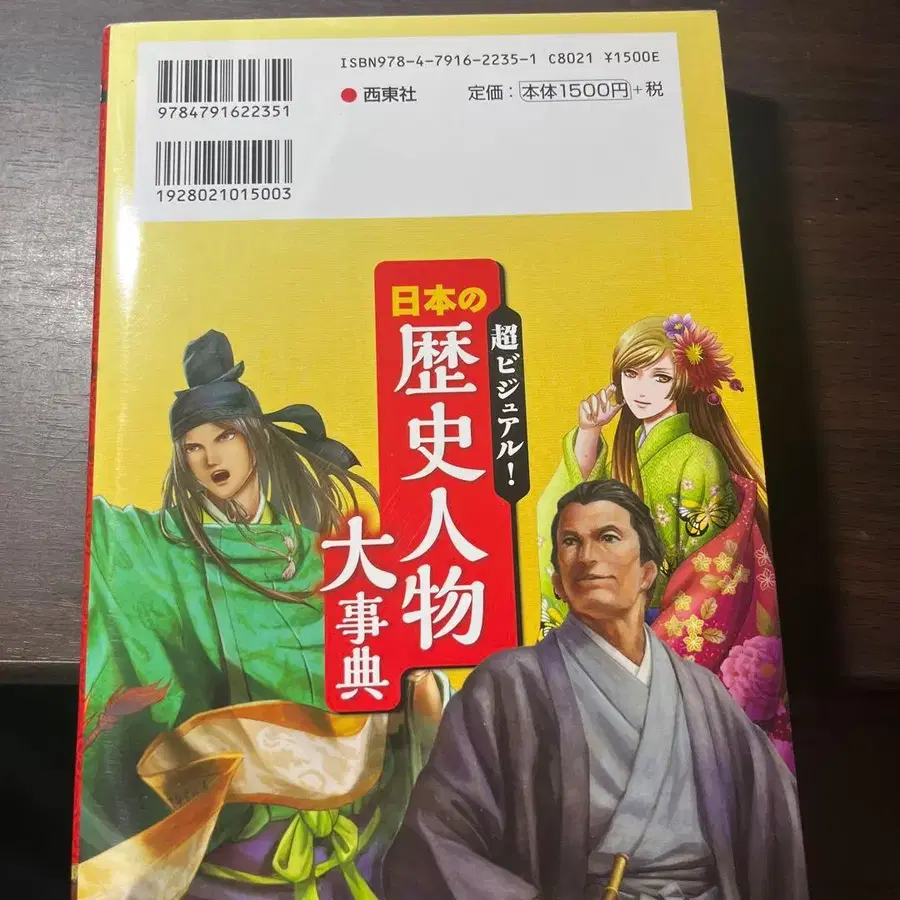 ISBN978-4-7916-2235-1 C8021 ¥1500E
西東社 定価：本体1500円+税
9784791622351
1928021015003
超ビジュアル！
日本の
歴史人物
大事典